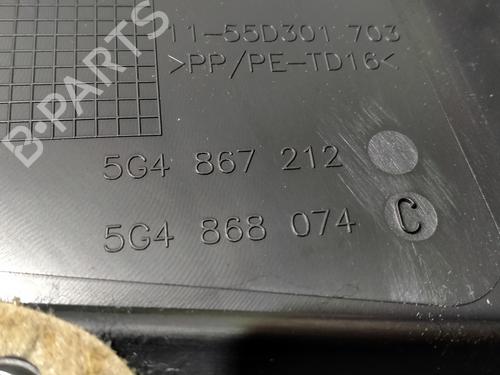 11-55D301 703
>PP/PE-TD16<
B-PARTS
5G4 867 212
5G4 868 074 C